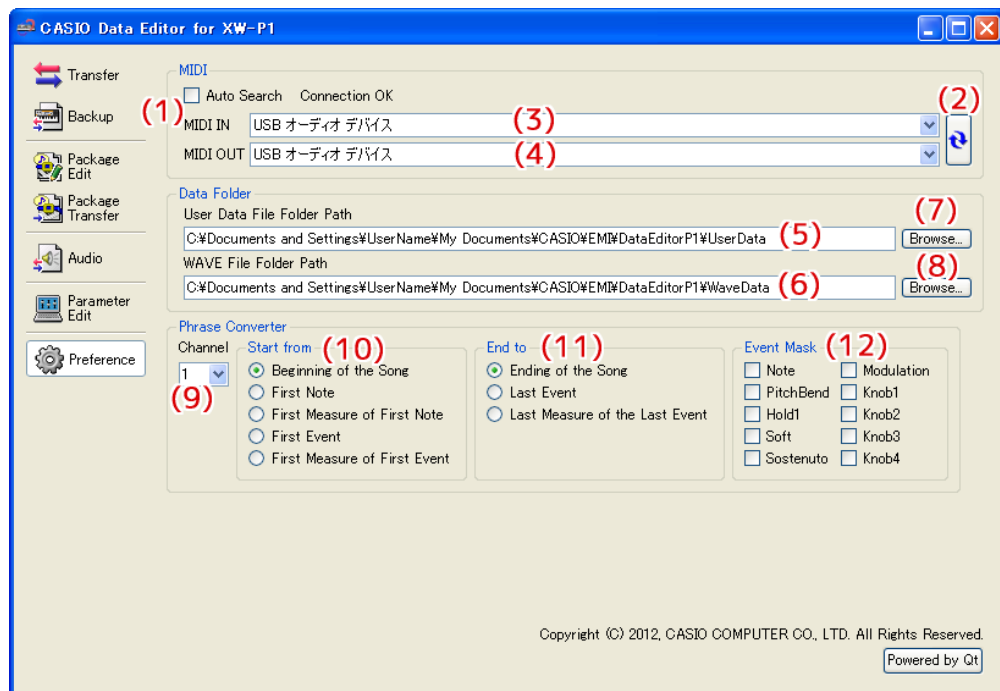 CASIO Data Editor for XW-P1
Transfer
Backup
Package
Edit
Package
Transfer
Audio
Parameter
Edit
Preference
MIDI
(1)
Auto Search Connection OK
(2)
MIDI IN USB オーディオ デバイス (3)
MIDI OUT USB オーディオ デバイス (4)
Data Folder
User Data File Folder Path
(7)
C:¥Documents and Settings¥UserName¥My Documents¥CASIO¥EMI¥DataEditorP1¥UserData (5) Browse...
WAVE File Folder Path
(8)
C:¥Documents and Settings¥UserName¥My Documents¥CASIO¥EMI¥DataEditorP1¥WaveData (6) Browse...
Phrase Converter
Channel
1
(9)
Start from (10)
Beginning of the Song
First Note
First Measure of First Note
First Event
First Measure of First Event
End to (11)
Ending of the Song
Last Event
Last Measure of the Last Event
Event Mask (12)
Note Modulation
PitchBend Knob1
Hold1 Knob2
Soft Knob3
Sostenuto Knob4
Copyright (C) 2012, CASIO COMPUTER CO., LTD. All Rights Reserved.
Powered by Qt